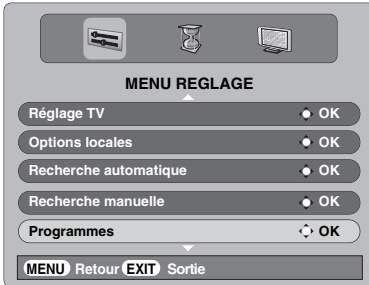 MENU REGLAGE
Réglage TV OK
Options locales OK
Recherche automatique OK
Recherche manuelle OK
Programmes OK
MENU Retour EXIT Sortie